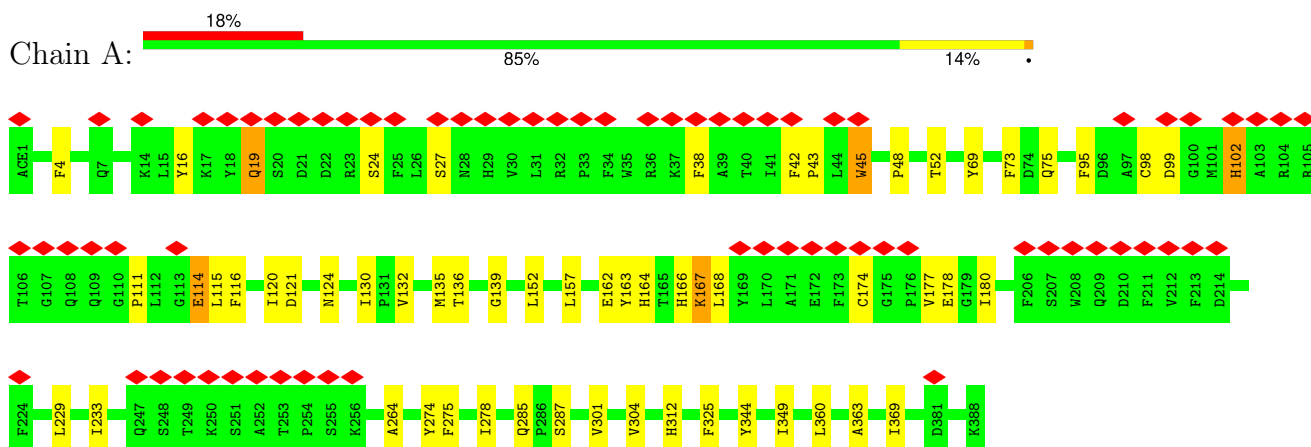 18%
Chain A:
85%
14%
•
ACE1 F4 Q7 K14 L15 Y16 K17 Y18 Q19 S20 D21 D22 R23 S24 F25 L26 S27 N28 H29 V30 L31 R32 P33 F34 W35 R36 K37 F38 A39 T40 I41 F42 P43 L44 W45 P48 T52 Y69 F73 D74 Q75 F95 D96 A97 C98 D99 G100 M101 H102 A103 R104 R105
T106 G107 Q108 Q109 G110 P111 L112 G113 E114 L115 F116 I120 D121 N124 I130 P131 V132 M135 T136 G139 L152 L157 E162 Y163 H164 T165 H166 K167 L168 Y169 L170 A171 E172 F173 C174 G175 P176 V177 E178 G179 I180 F206 S207 W208 Q209 D210 F211 V212 F213 D214
F224 L229 I233 Q247 S248 T249 K250 S251 A252 T253 P254 S255 K256 A264 Y274 F275 I278 Q285 P286 S287 V301 V304 H312 F325 Y344 I349 L360 A363 I369 D381 K388